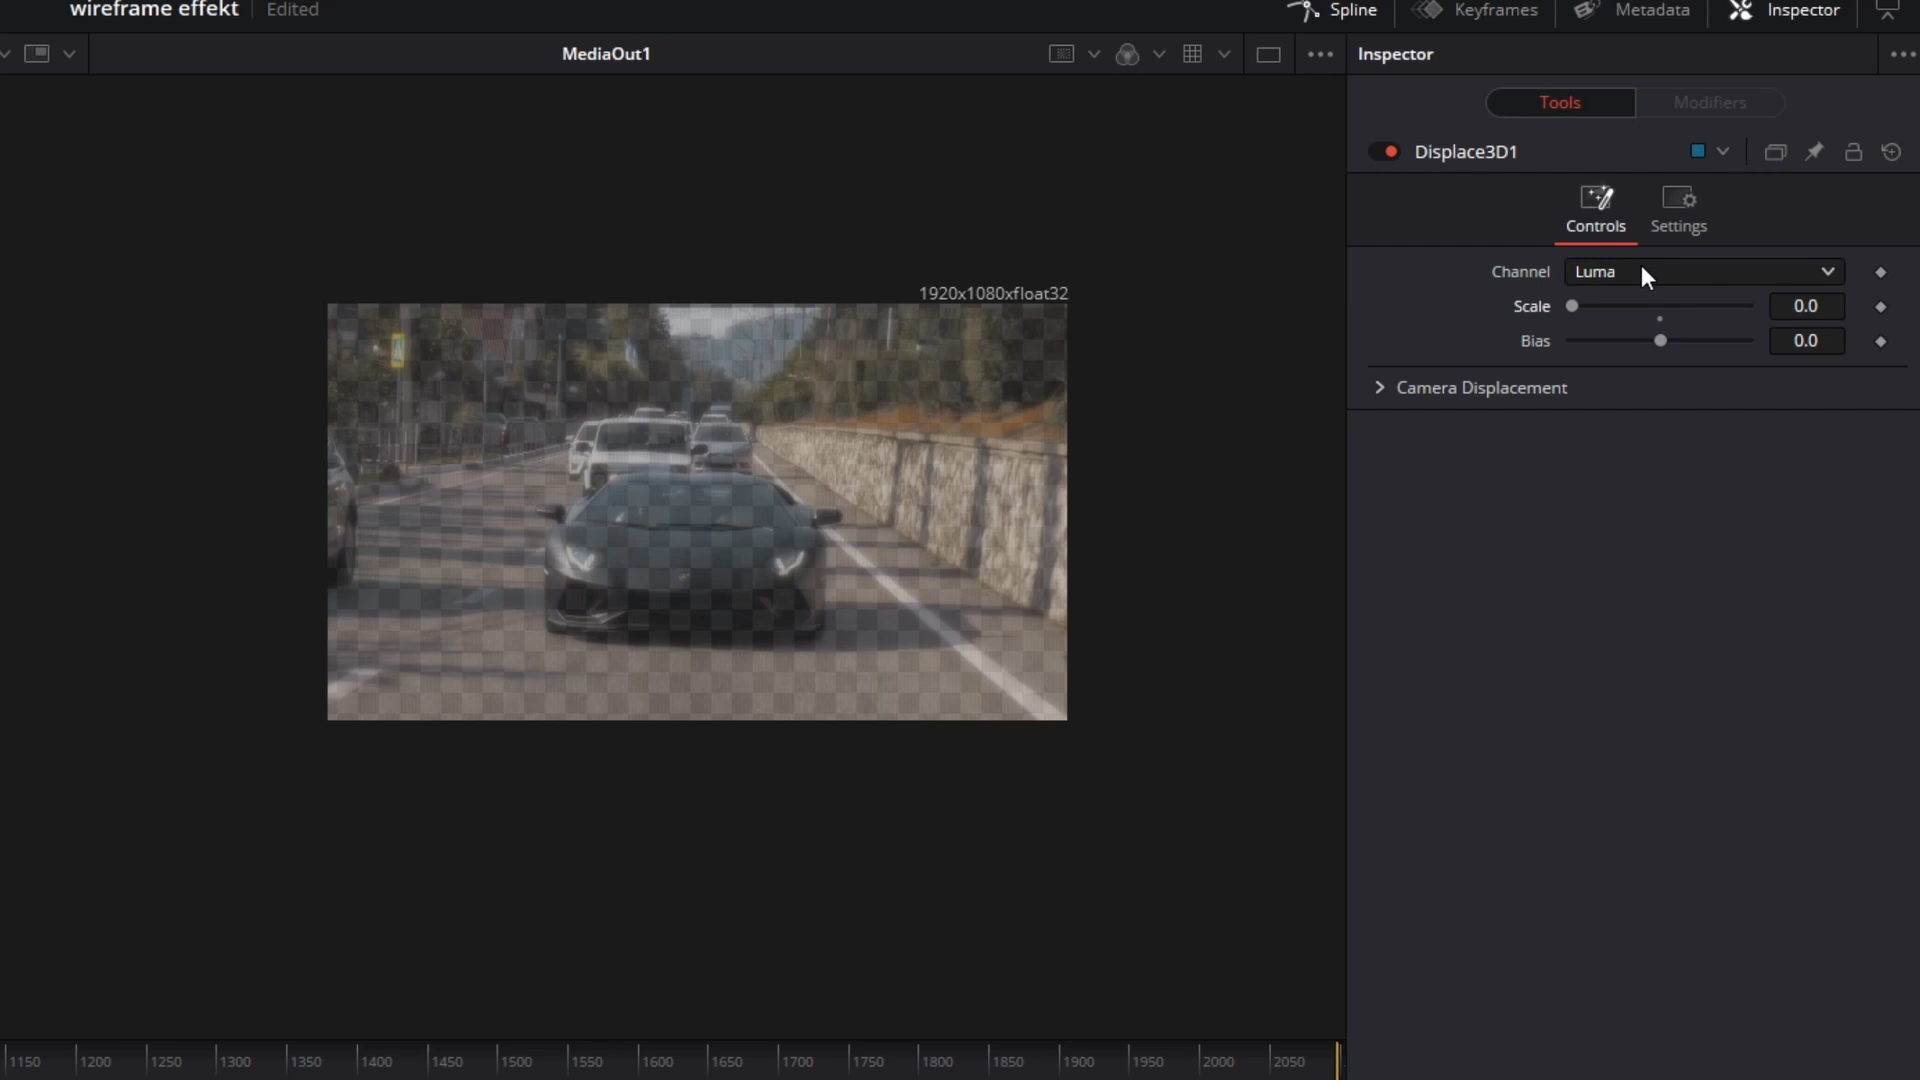 wireframe effekt Edited Spline Keyframes Metadata Inspector
MediaOut1
Inspector
Tools Modifiers
Displace3D1
Controls Settings
Channel Luma
Scale 0.0
Bias 0.0
Camera Displacement
1920x1080xfloat32
1150 1200 1250 1300 1350 1400 1450 1500 1550 1600 1650 1700 1750 1800 1850 1900 1950 2000 2050